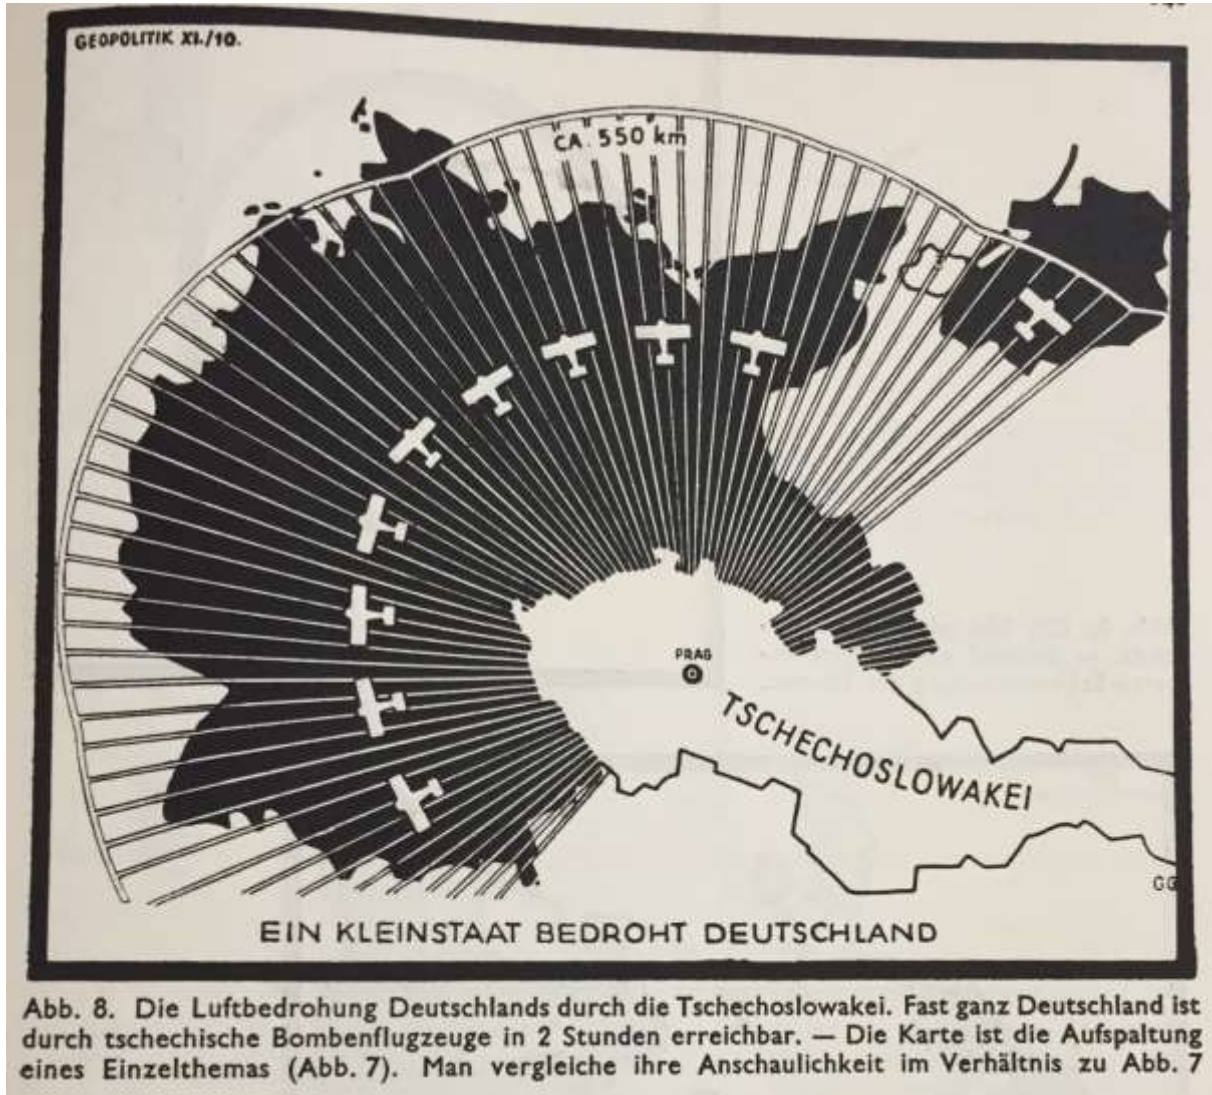 GEOPOLITIK XI./10.
CA. 550 km
PRAG
TSCHECHOSLOWAKEI
GG
EIN KLEINSTAAT BEDROHT DEUTSCHLAND
Abb. 8. Die Luftbedrohung Deutschlands durch die Tschechoslowakei. Fast ganz Deutschland ist
durch tschechische Bombenflugzeuge in 2 Stunden erreichbar. — Die Karte ist die Aufspaltung
eines Einzelthemas (Abb. 7). Man vergleiche ihre Anschaulichkeit im Verhältnis zu Abb. 7